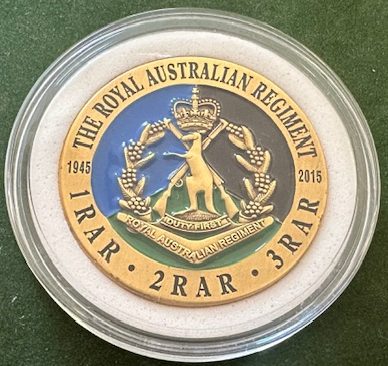 THE ROYAL AUSTRALIAN REGIMENT
1945
2015
DUTY FIRST
ROYAL AUSTRALIAN REGIMENT
1RAR • 2RAR • 3RAR